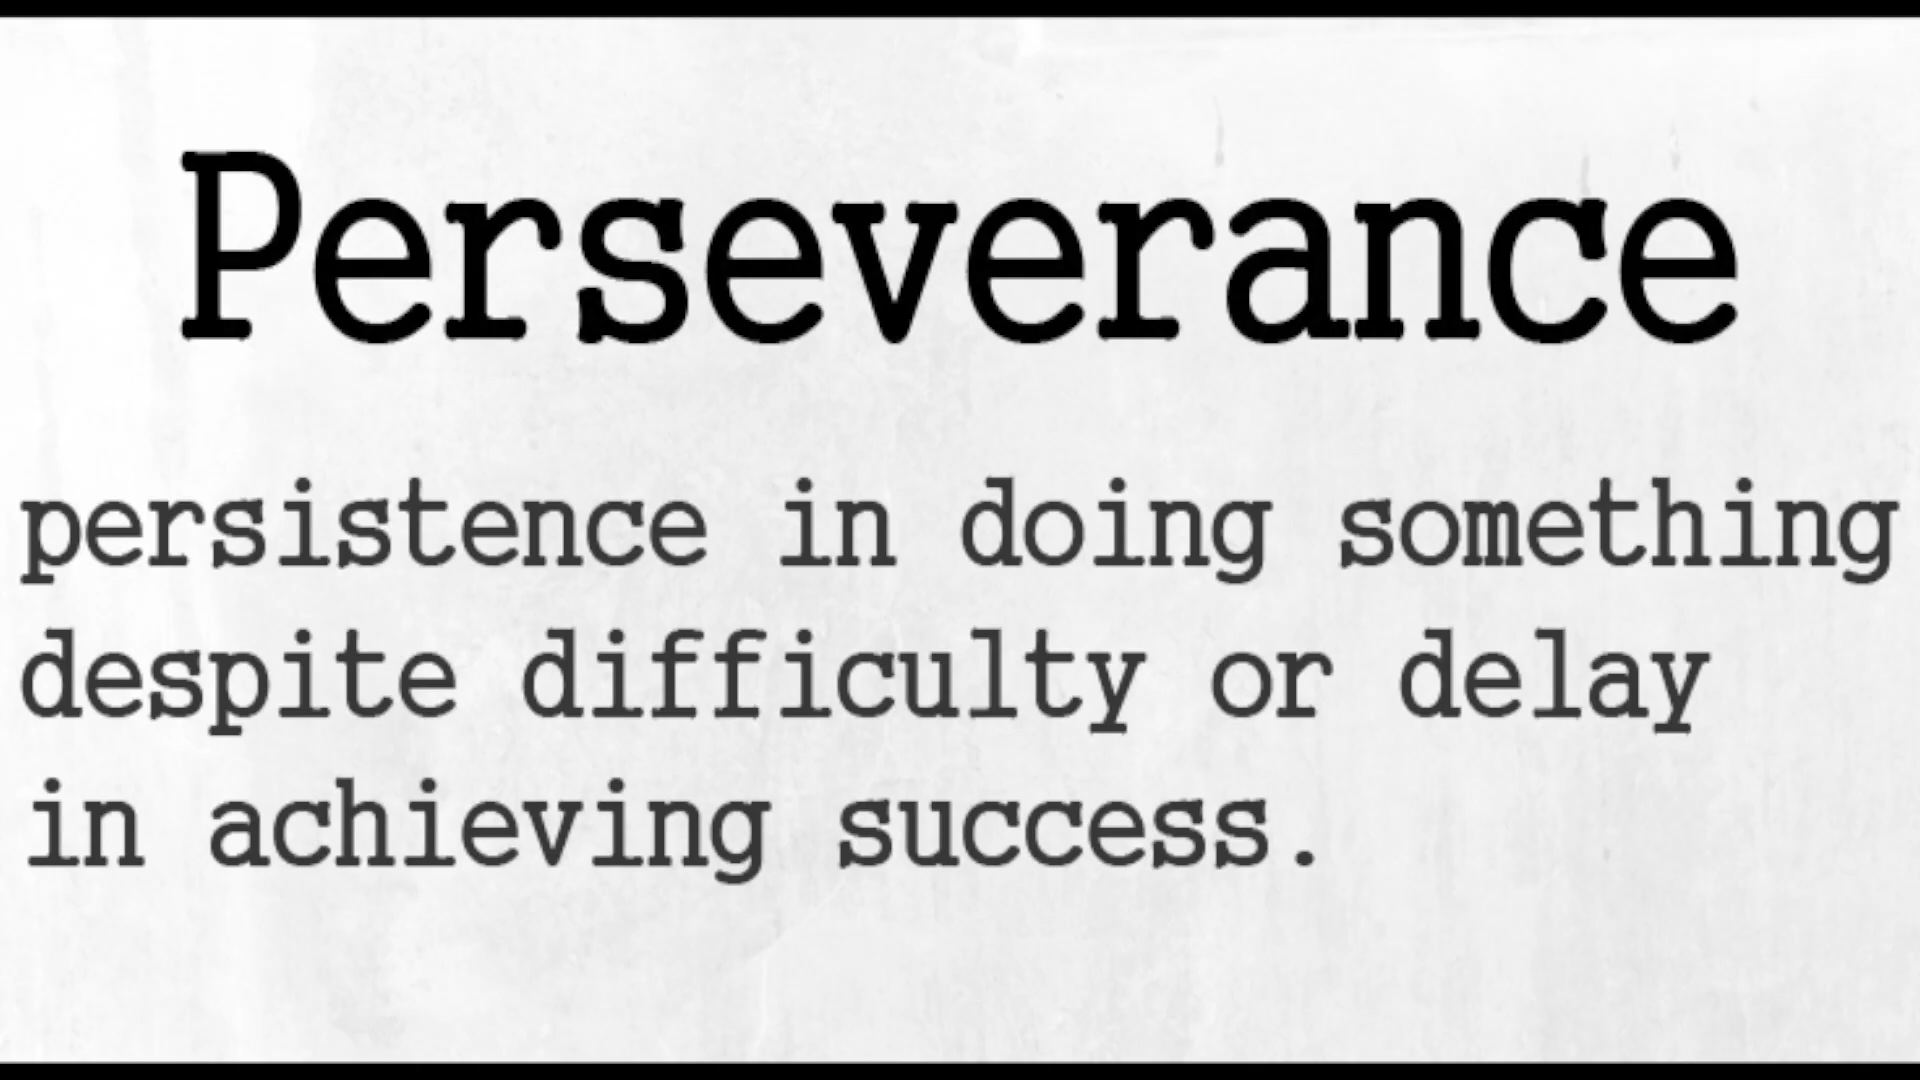 Perseverance
persistence in doing something
despite difficulty or delay
in achieving success.